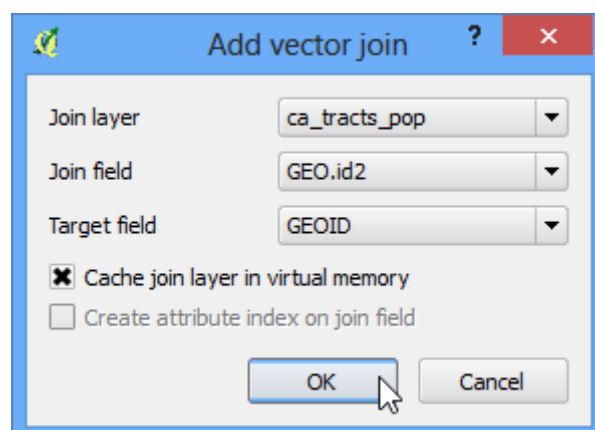 Add vector join ?
Join layer ca_tracts_pop
Join field GEO.id2
Target field GEOID
Cache join layer in virtual memory
Create attribute index on join field
OK Cancel